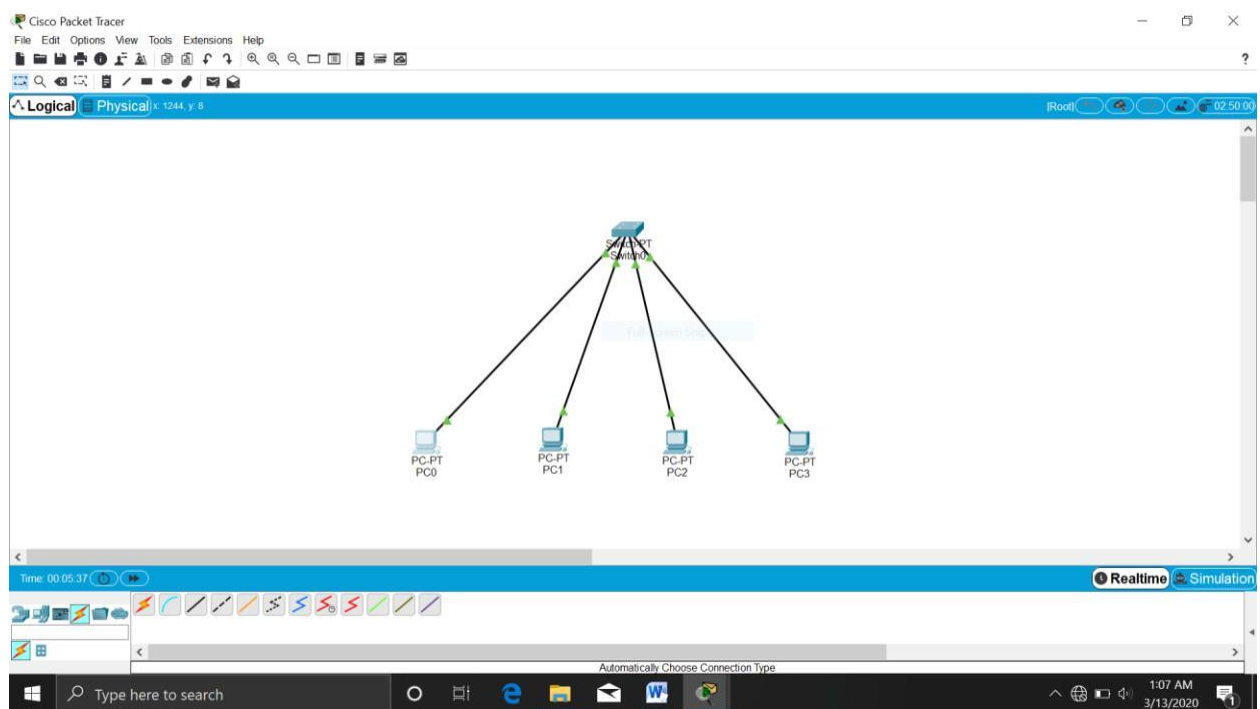 Cisco Packet Tracer
File Edit Options View Tools Extensions Help
?
Logical Physical x: 1244, y: 8 [Root] 02:50:00
Switch-PT
Switch0
PC-PT
PC0
PC-PT
PC1
PC-PT
PC2
PC-PT
PC3
Time: 00:05:37 Realtime Simulation
Automatically Choose Connection Type
Type here to search
1:07 AM
3/13/2020
1